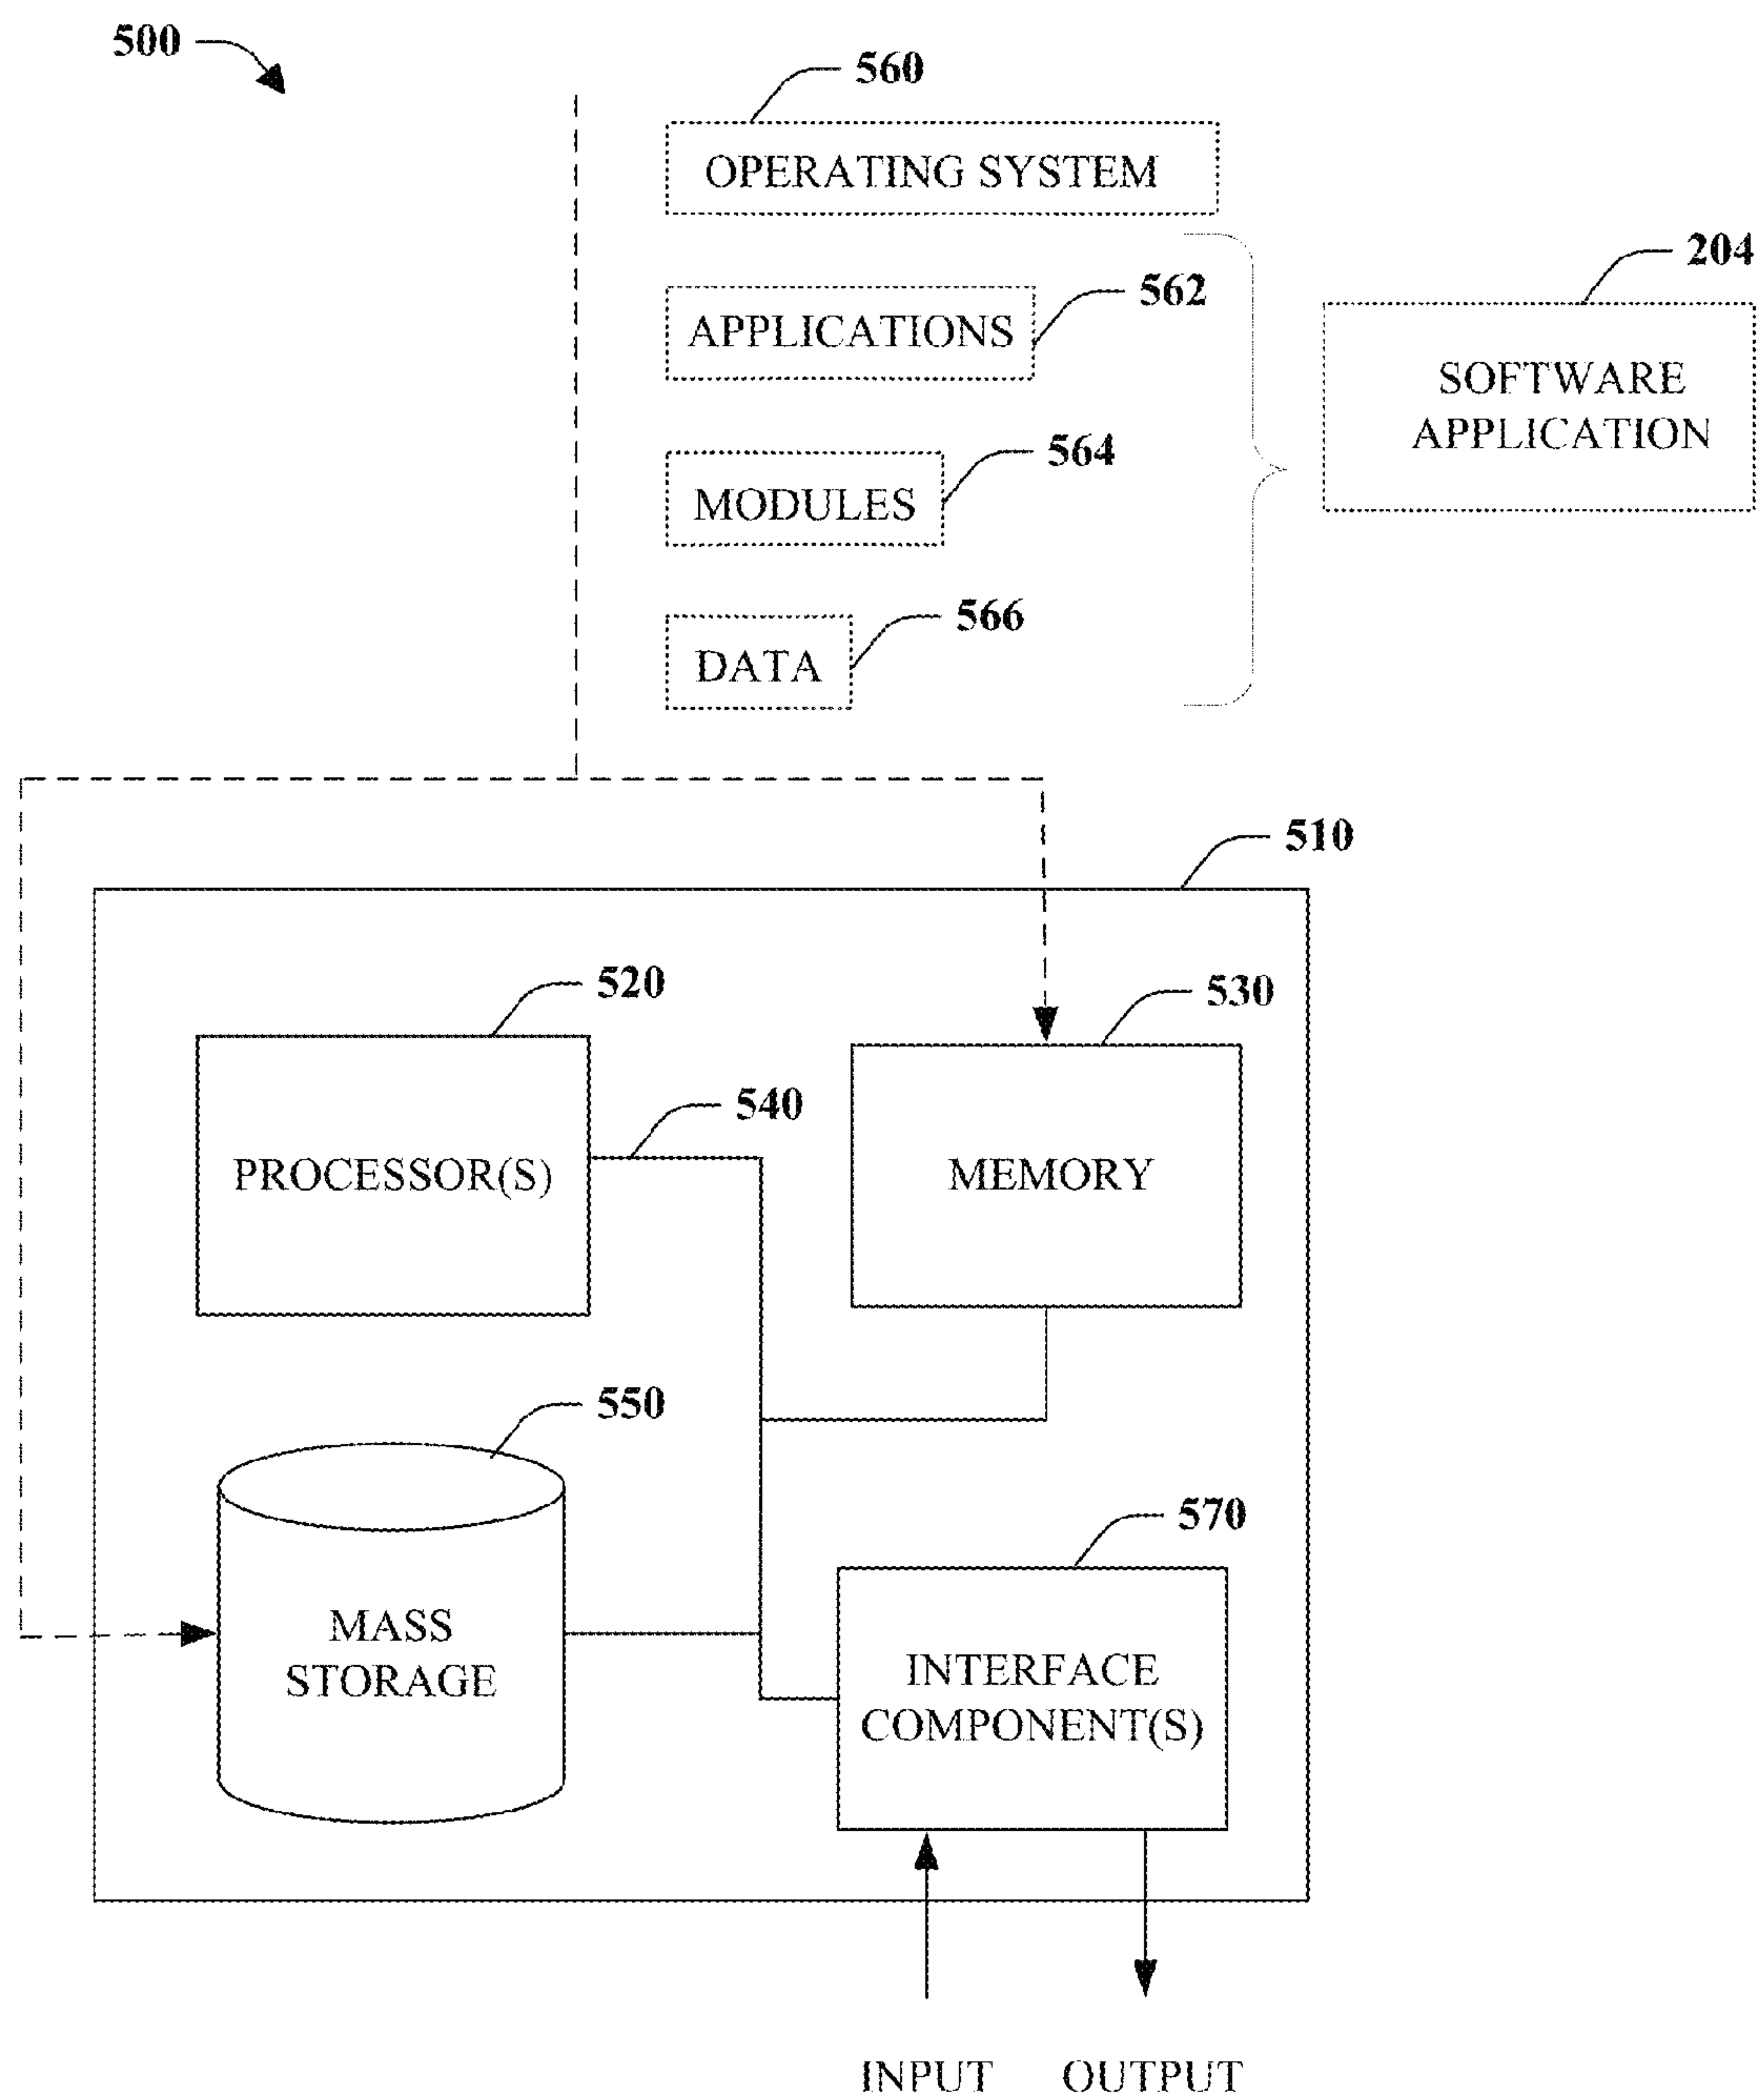 500
560
OPERATING SYSTEM
204
562
APPLICATIONS
SOFTWARE
APPLICATION
564
MODULES
566
DATA
510
520
530
540
PROCESSOR(S)
MEMORY
550
570
MASS
STORAGE
INTERFACE
COMPONENT(S)
INPUT
OUTPUT